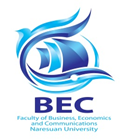 BEC
Faculty of Business, Economics
and Communications
Naresuan University